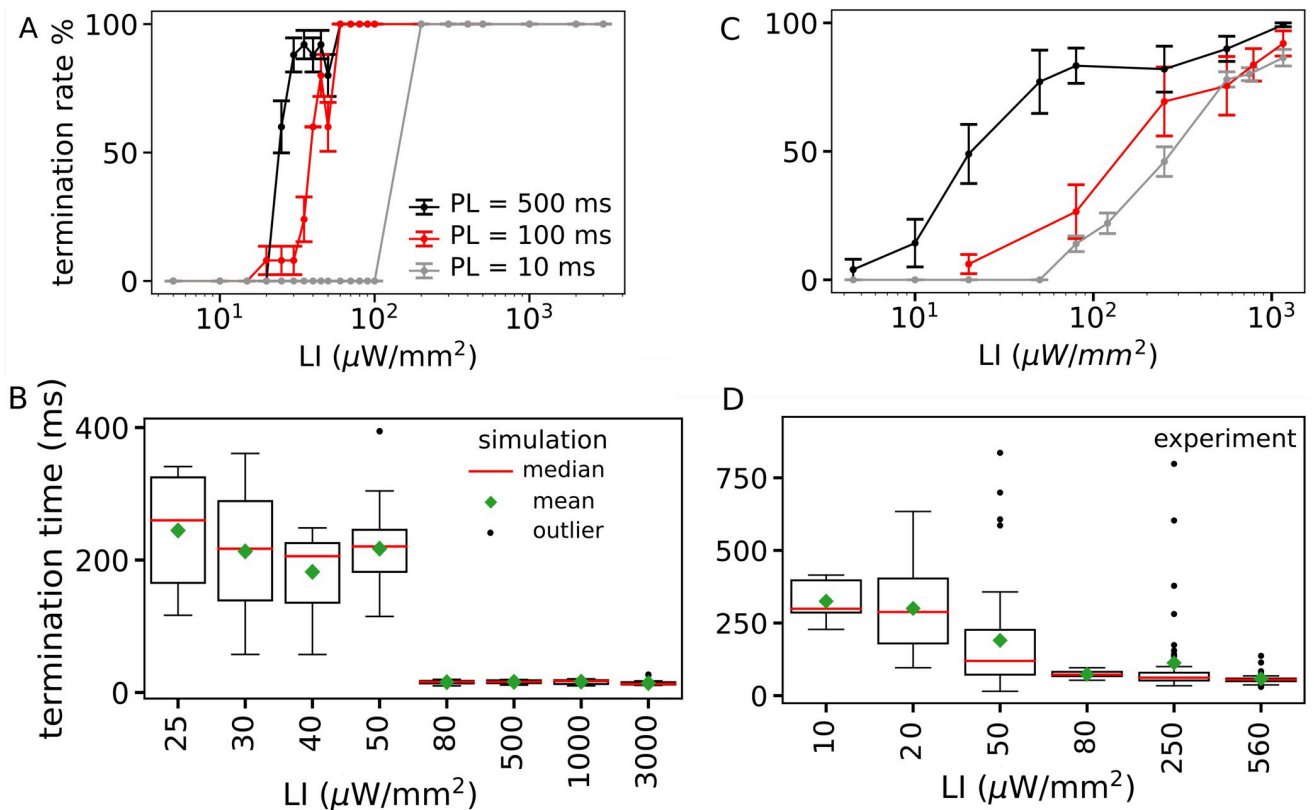 A
termination rate %
100
50
0
PL = 500 ms
PL = 100 ms
PL = 10 ms
10¹
10²
10³
LI (μW/mm²)
C
100
50
0
10¹
10²
10³
LI (μW/mm²)
B
termination time (ms)
400
200
0
simulation
median
mean
outlier
25
30
40
50
80
500
1000
3000
LI (μW/mm²)
D
experiment
750
500
250
0
10
20
50
80
250
560
LI (μW/mm²)